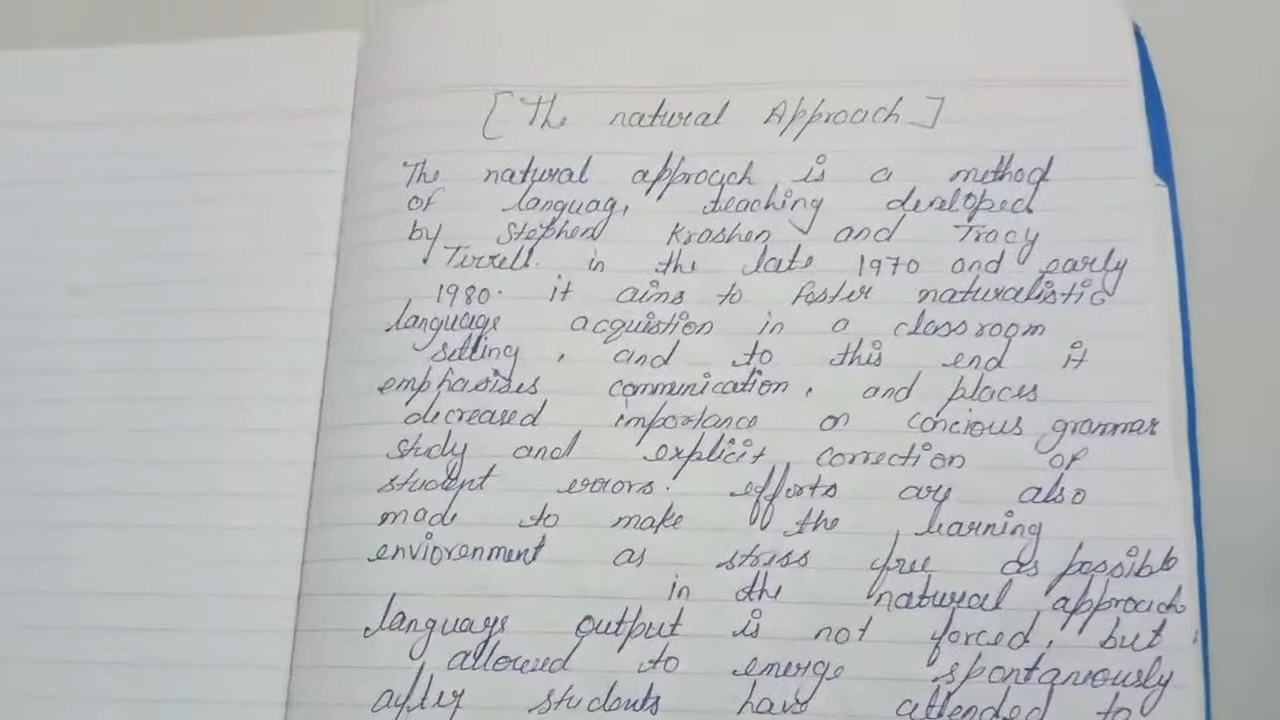 [The natural Approach]
The natural approach is a method
of language, teaching developed
by Stephen Krashen and Tracy
Tirrell. in the late 1970 and early
1980. it aims to foster naturalistic
language acquistion in a classroom
setting, and to this end it
emphasises communication, and places
decreased importance on concious grammar
study and explicit correction of
student errors. efforts are also
made to make the learning
enviorenment as stress free as possible
in the natural approach
language output is not forced, but
allowed to emerge spontaneously
after students have attended to